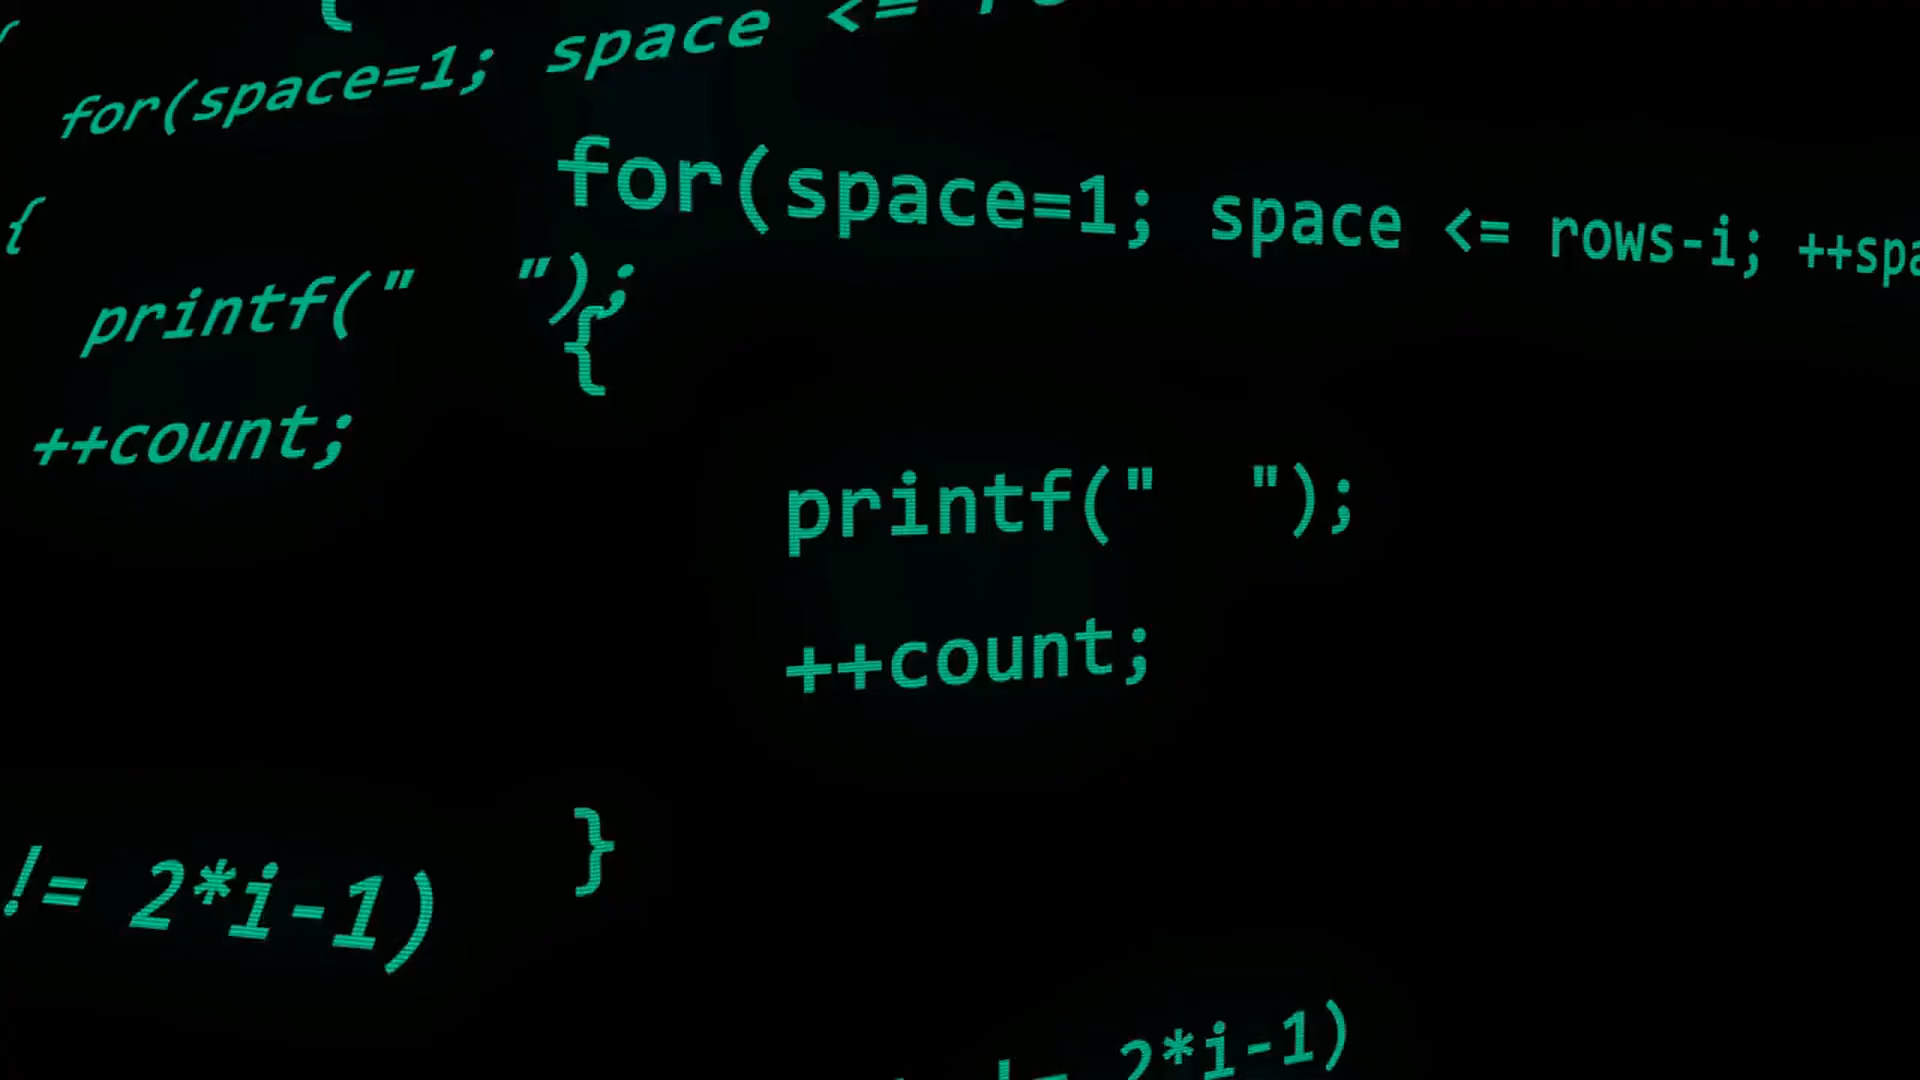 {
for(space=1; space <=
{
printf("  ");
++count;
!= 2*i-1)
for(space=1; space <= rows-i; ++spa
{
printf("  ");
++count;
}
!= 2*i-1)